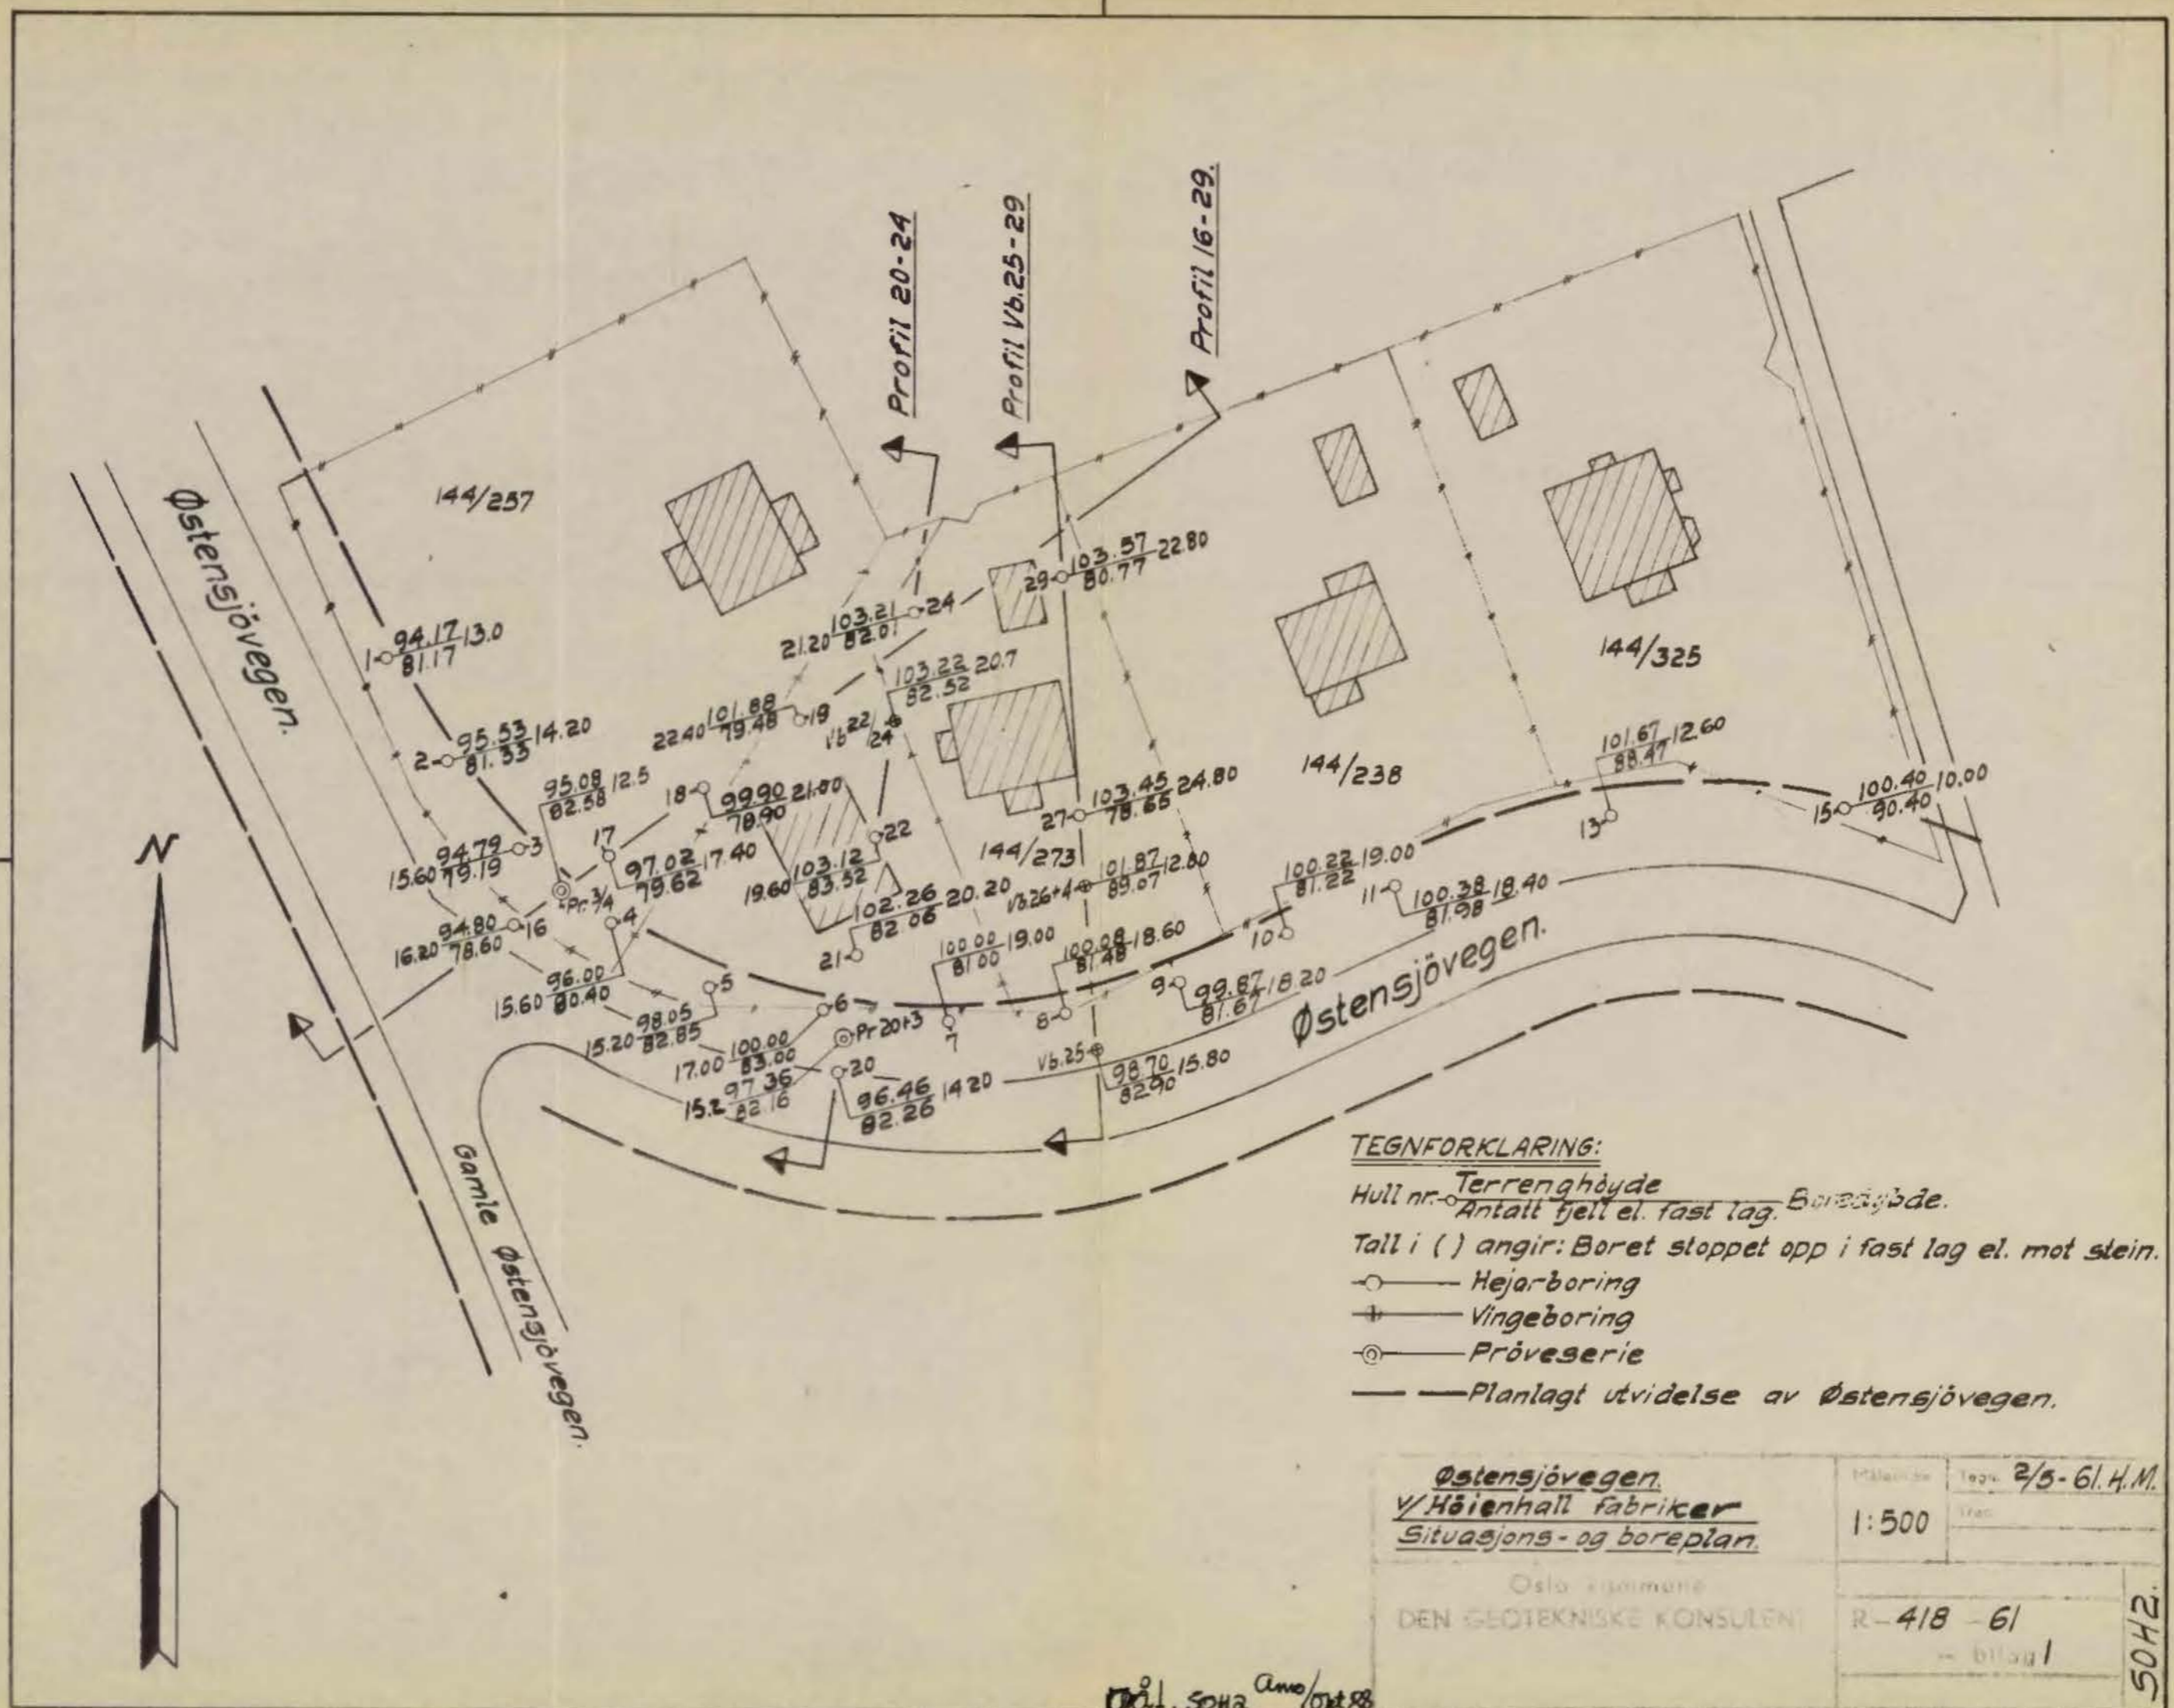 Profil 20-24
Profil Vb.25-29
Profil 16-29.
Østensjövegen.
144/257
1 94.17 13.0
81.17
2 95.53 14.20
81.33
95.08 12.5
82.58
Pr. 3/4
94.79 3
15.60 79.19
94.80 16
16.20 78.60
17 97.02 17.40
79.62
18 99.90 21.00
78.90
101.88 19
22.40 79.48
103.21 24
21.20 82.01
103.22 20.7
82.52
Vb 22/24
29 103.57 22.80
80.77
22
103.12
19.60 83.52
27 103.45 24.80
78.65
144/273
144/238
144/325
Vb.26+4 101.87 12.80
89.07
21 102.26 20.20
82.06
4
96.00
15.60 80.40
5
98.05
15.20 82.85
6
100.00
17.00 83.00
Pr 20+3
97.36
15.2 82.16
20
96.46 14.20
82.26
7
100.00 19.00
81.00
8
100.08 18.60
81.48
9 99.87 18.20
81.67
10
100.22 19.00
81.22
11 100.38 18.40
81.98
13
101.67 12.60
88.47
15 100.40 10.00
90.40
Vb.25
98.70 15.80
82.90
Østensjövegen.
Gamle Østensjövegen.
N
TEGNFORKLARING:
Hull nr. Terrenghöyde Boredybde.
Antatt fjell el. fast lag.
Tall i ( ) angir: Boret stoppet opp i fast lag el. mot stein.
Hejarboring
Vingeboring
Pröveserie
Planlagt utvidelse av Østensjövegen.
Østensjövegen.
V/Höienhall fabriker
Situasjons- og boreplan.
1:500
Tegn. 2/5-61. H.M.
Trac.
Oslo kommune
DEN GEOTEKNISKE KONSULENT
R-418-61
bilag 1
SOH2.
SOH2